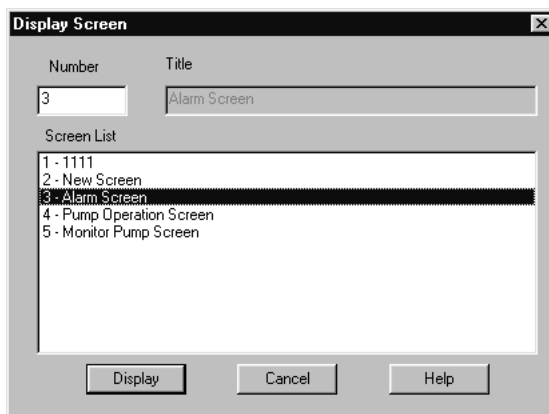 Display Screen
Number Title
3 Alarm Screen
Screen List
1 - 1111
2 - New Screen
3 - Alarm Screen
4 - Pump Operation Screen
5 - Monitor Pump Screen
Display Cancel Help